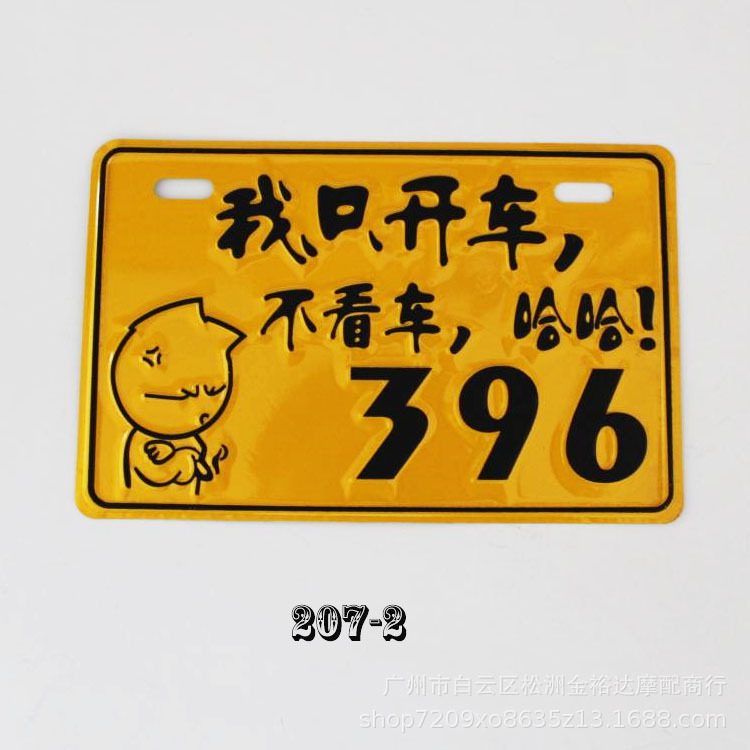 我只开车，
不看车，哈哈！
396
207-2
广州市白云区松洲金裕达摩配商行
shop7209xo8635z13.1688.com